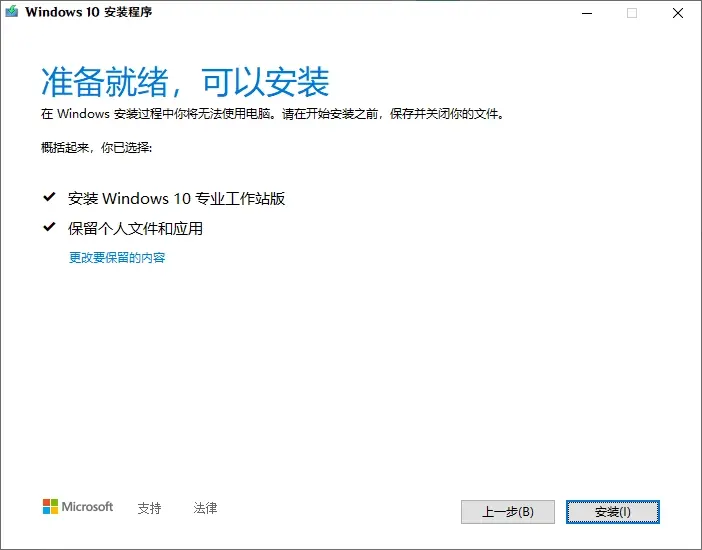 Windows 10 安装程序
准备就绪，可以安装
在 Windows 安装过程中你将无法使用电脑。请在开始安装之前，保存并关闭你的文件。
概括起来，你已选择:
安装 Windows 10 专业工作站版
保留个人文件和应用
更改要保留的内容
Microsoft 支持 法律 上一步(B) 安装(I)